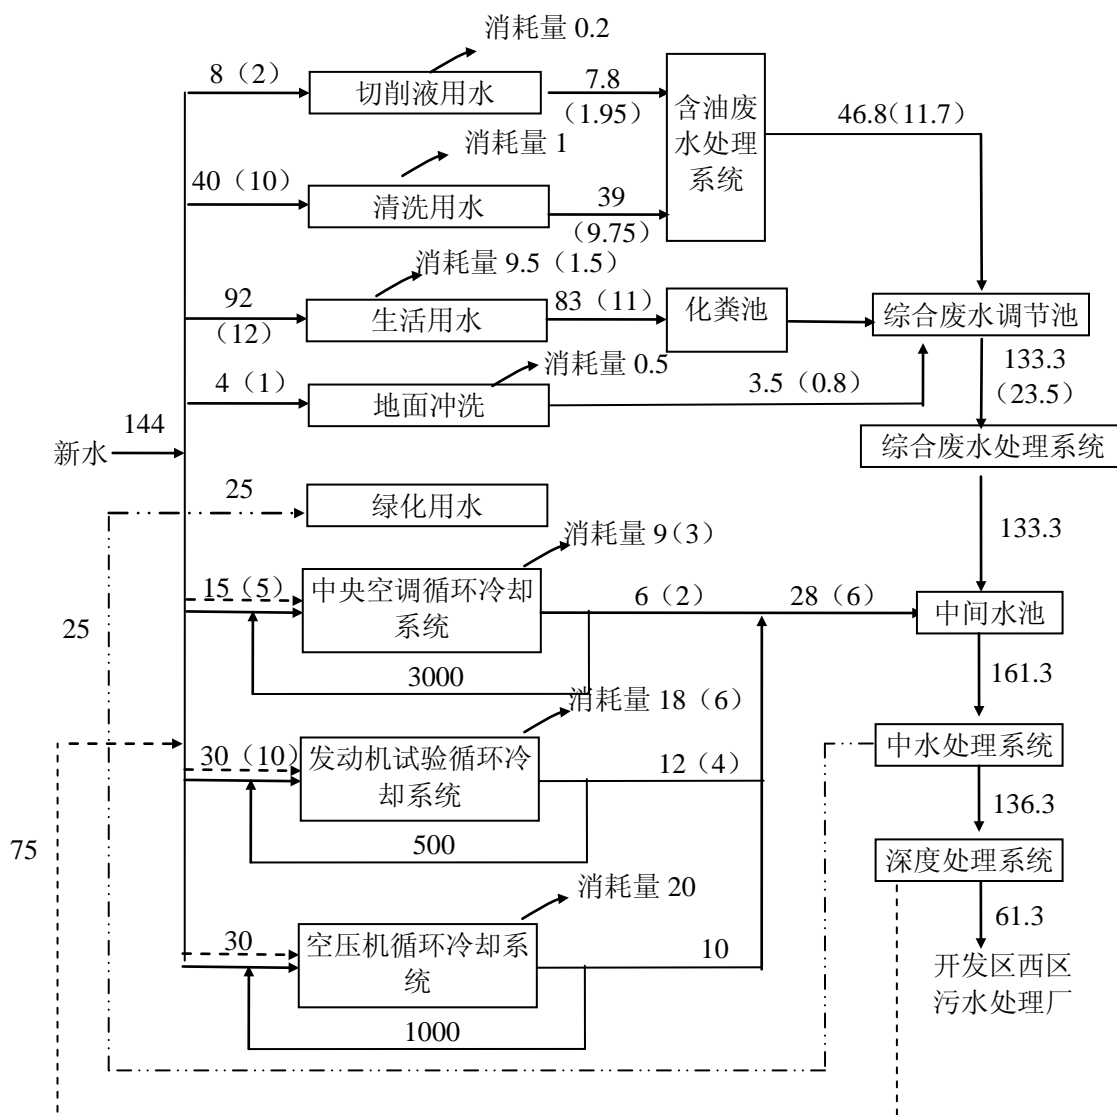 消耗量 0.2
8（2）
切削液用水
7.8
（1.95）
含油废
水处理
系统
46.8(11.7)
消耗量 1
40（10）
清洗用水
39
（9.75）
消耗量 9.5（1.5）
92
（12）
生活用水
83（11）
化粪池
综合废水调节池
消耗量 0.5
4（1）
地面冲洗
3.5（0.8）
133.3
（23.5）
144
新水
综合废水处理系统
25
绿化用水
133.3
消耗量 9(3)
15（5）
中央空调循环冷却
系统
6（2）
28（6）
中间水池
25
3000
161.3
消耗量 18（6）
30（10）
发动机试验循环冷
却系统
12（4）
中水处理系统
136.3
75
500
深度处理系统
消耗量 20
61.3
30
空压机循环冷却系
统
10
开发区西区
污水处理厂
1000